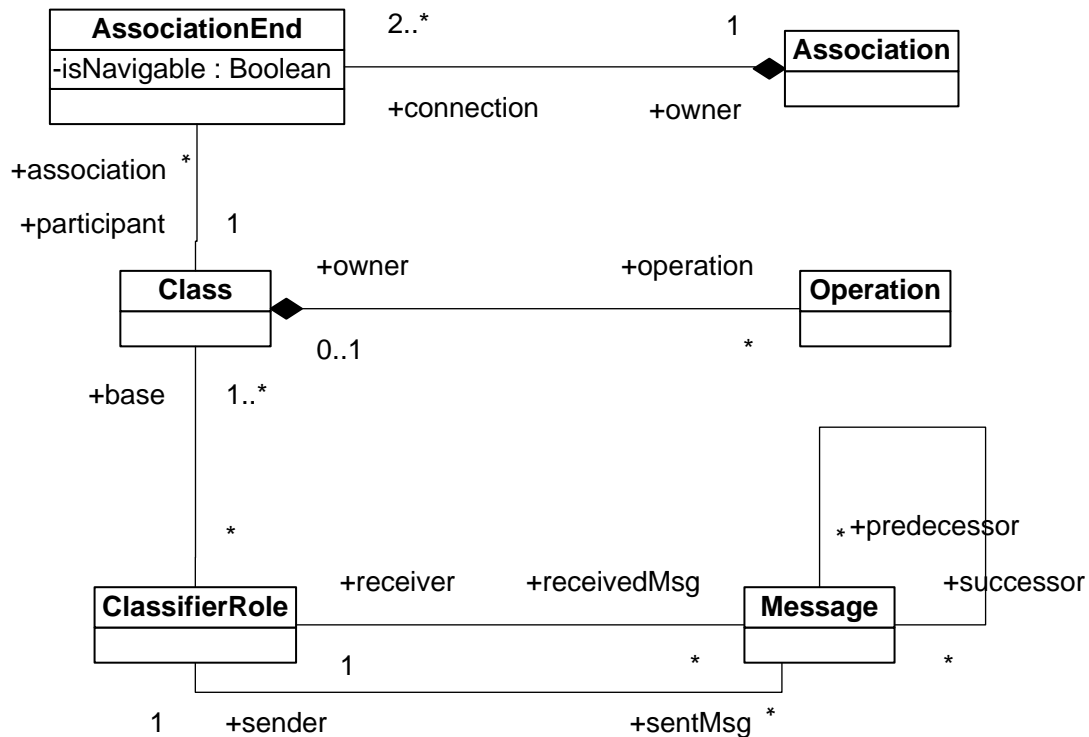 AssociationEnd
-isNavigable : Boolean
2..*
1
Association
+connection
+owner
+association
*
+participant
1
Class
+owner
+operation
Operation
0..1
*
+base
1..*
*
+predecessor
*
ClassifierRole
+receiver
+receivedMsg
Message
+successor
1
*
*
1
+sender
+sentMsg
*